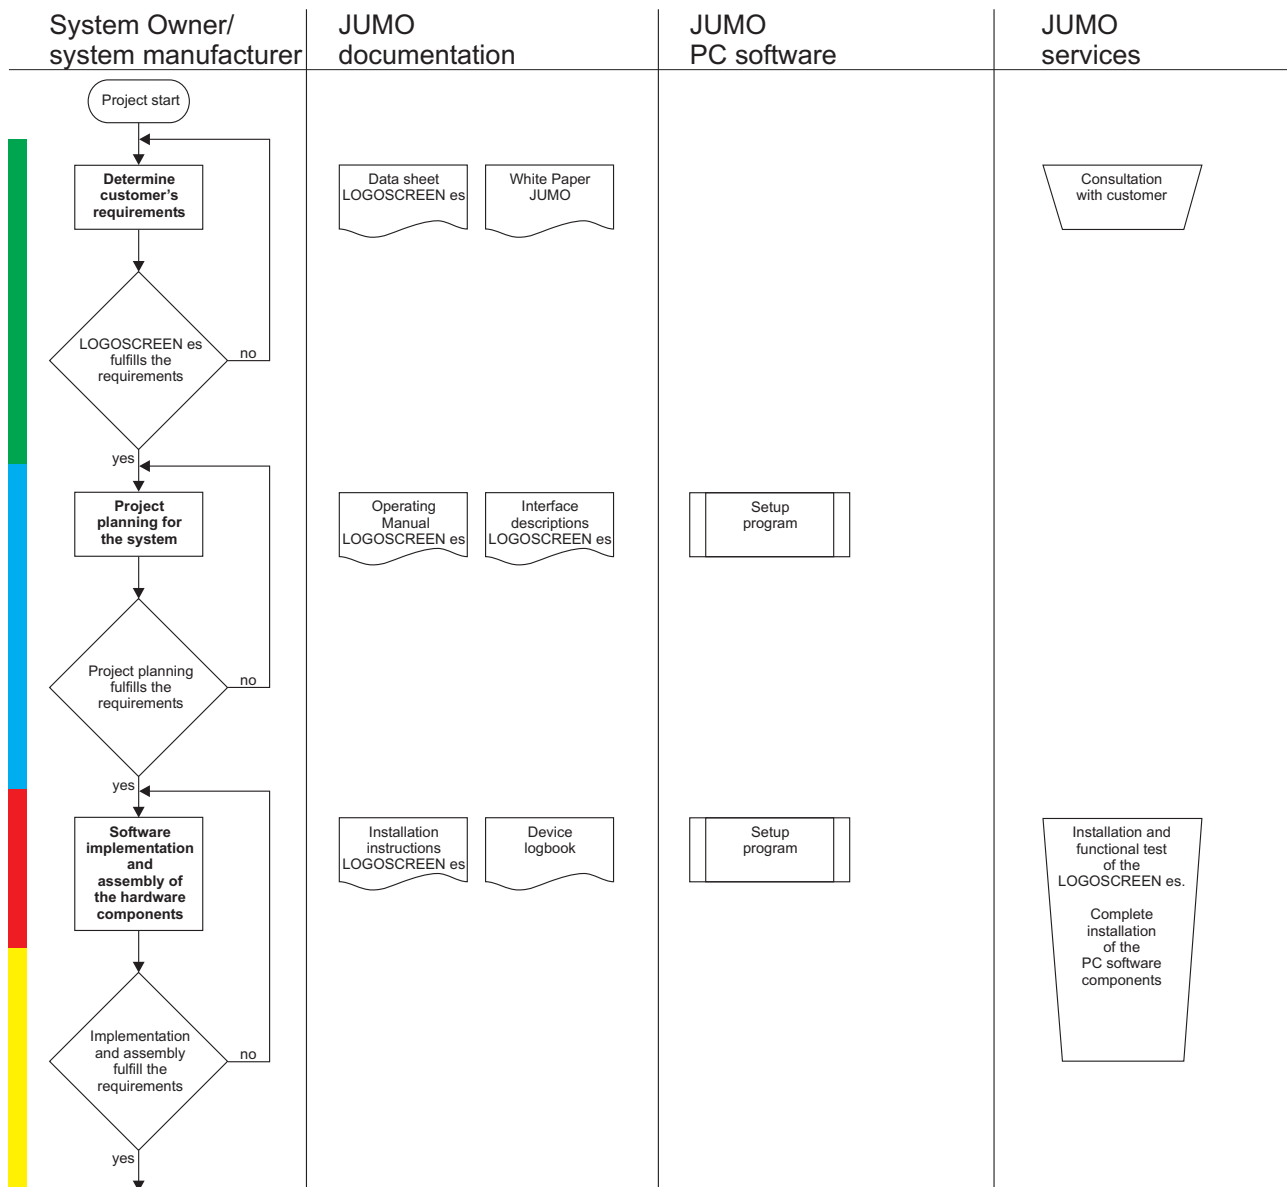 System Owner/
system manufacturer
JUMO
documentation
JUMO
PC software
JUMO
services
Project start
Determine
customer's
requirements
Data sheet
LOGOSCREEN es
White Paper
JUMO
Consultation
with customer
LOGOSCREEN es
fulfills the
requirements
no
yes
Project
planning for
the system
Operating
Manual
LOGOSCREEN es
Interface
descriptions
LOGOSCREEN es
Setup
program
Project planning
fulfills the
requirements
no
yes
Software
implementation
and
assembly of
the hardware
components
Installation
instructions
LOGOSCREEN es
Device
logbook
Setup
program
Installation and
functional test
of the
LOGOSCREEN es.
Complete
installation
of the
PC software
components
Implementation
and assembly
fulfill the
requirements
no
yes